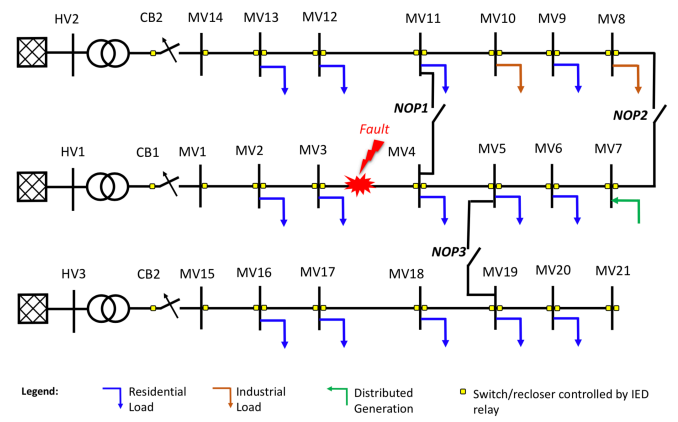 HV2
CB2
MV14
MV13
MV12
MV11
MV10
MV9
MV8
NOP1
NOP2
Fault
HV1
CB1
MV1
MV2
MV3
MV4
MV5
MV6
MV7
NOP3
HV3
CB2
MV15
MV16
MV17
MV18
MV19
MV20
MV21
Legend:
Residential
Load
Industrial
Load
Distributed
Generation
Switch/recloser controlled by IED
relay